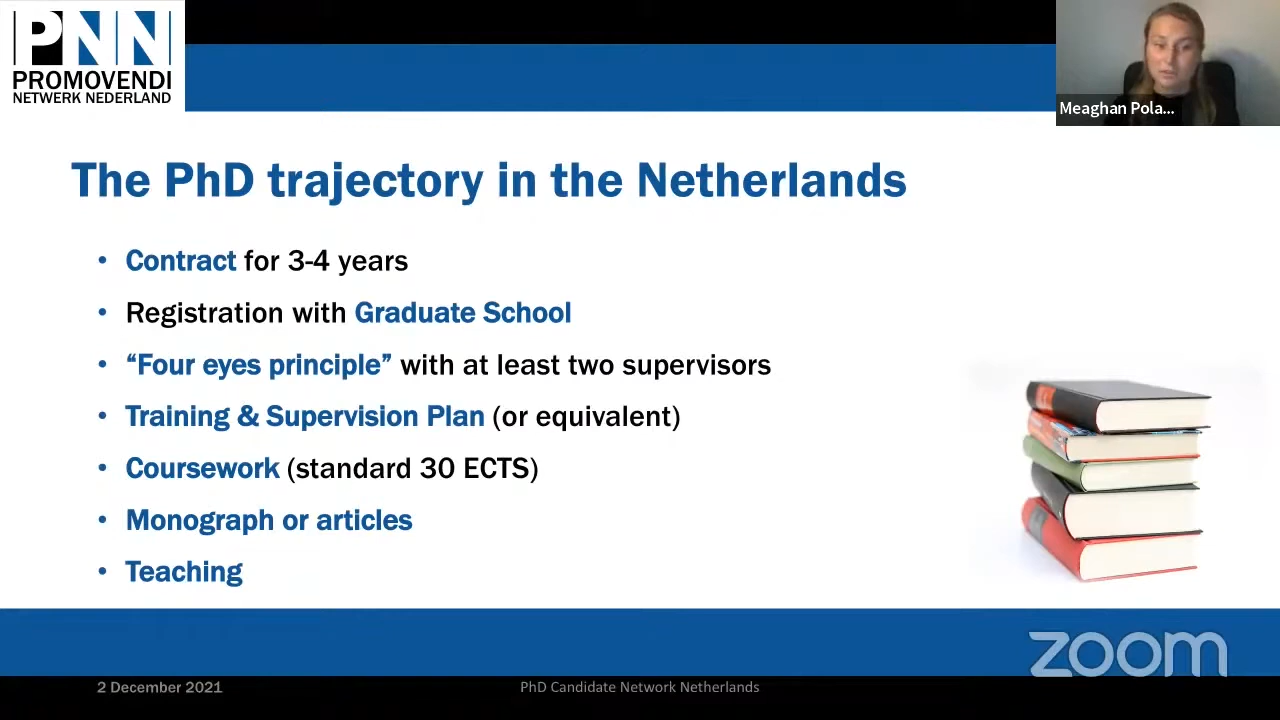 PNN
PROMOVENDI
NETWERK NEDERLAND
Meaghan Pola...
The PhD trajectory in the Netherlands
• Contract for 3-4 years
• Registration with Graduate School
• “Four eyes principle” with at least two supervisors
• Training & Supervision Plan (or equivalent)
• Coursework (standard 30 ECTS)
• Monograph or articles
• Teaching
zoom
2 December 2021
PhD Candidate Network Netherlands